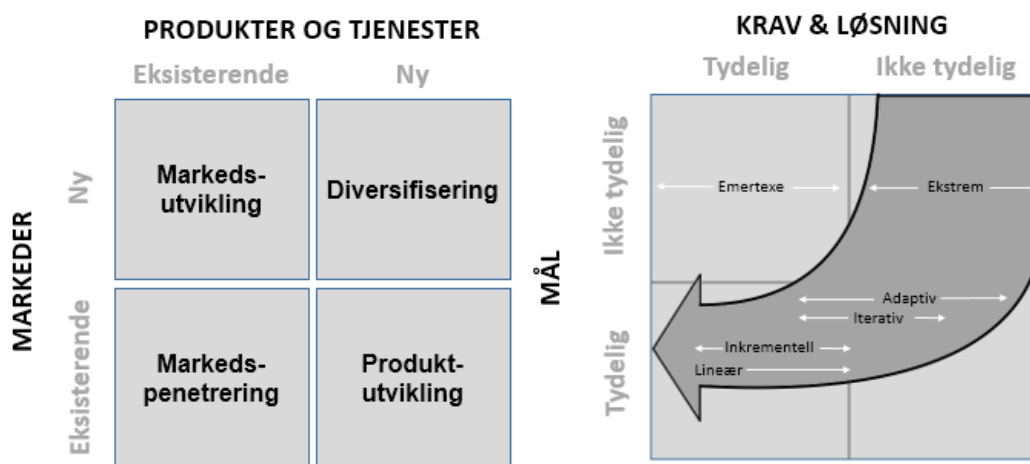 PRODUKTER OG TJENESTER
Eksisterende
Ny
MARKEDER
Ny
Eksisterende
Markeds-
utvikling
Diversifisering
Markeds-
penetrering
Produkt-
utvikling
KRAV & LØSNING
Tydelig
Ikke tydelig
MÅL
Ikke tydelig
Tydelig
Emertexe
Ekstrem
Adaptiv
Iterativ
Inkrementell
Lineær